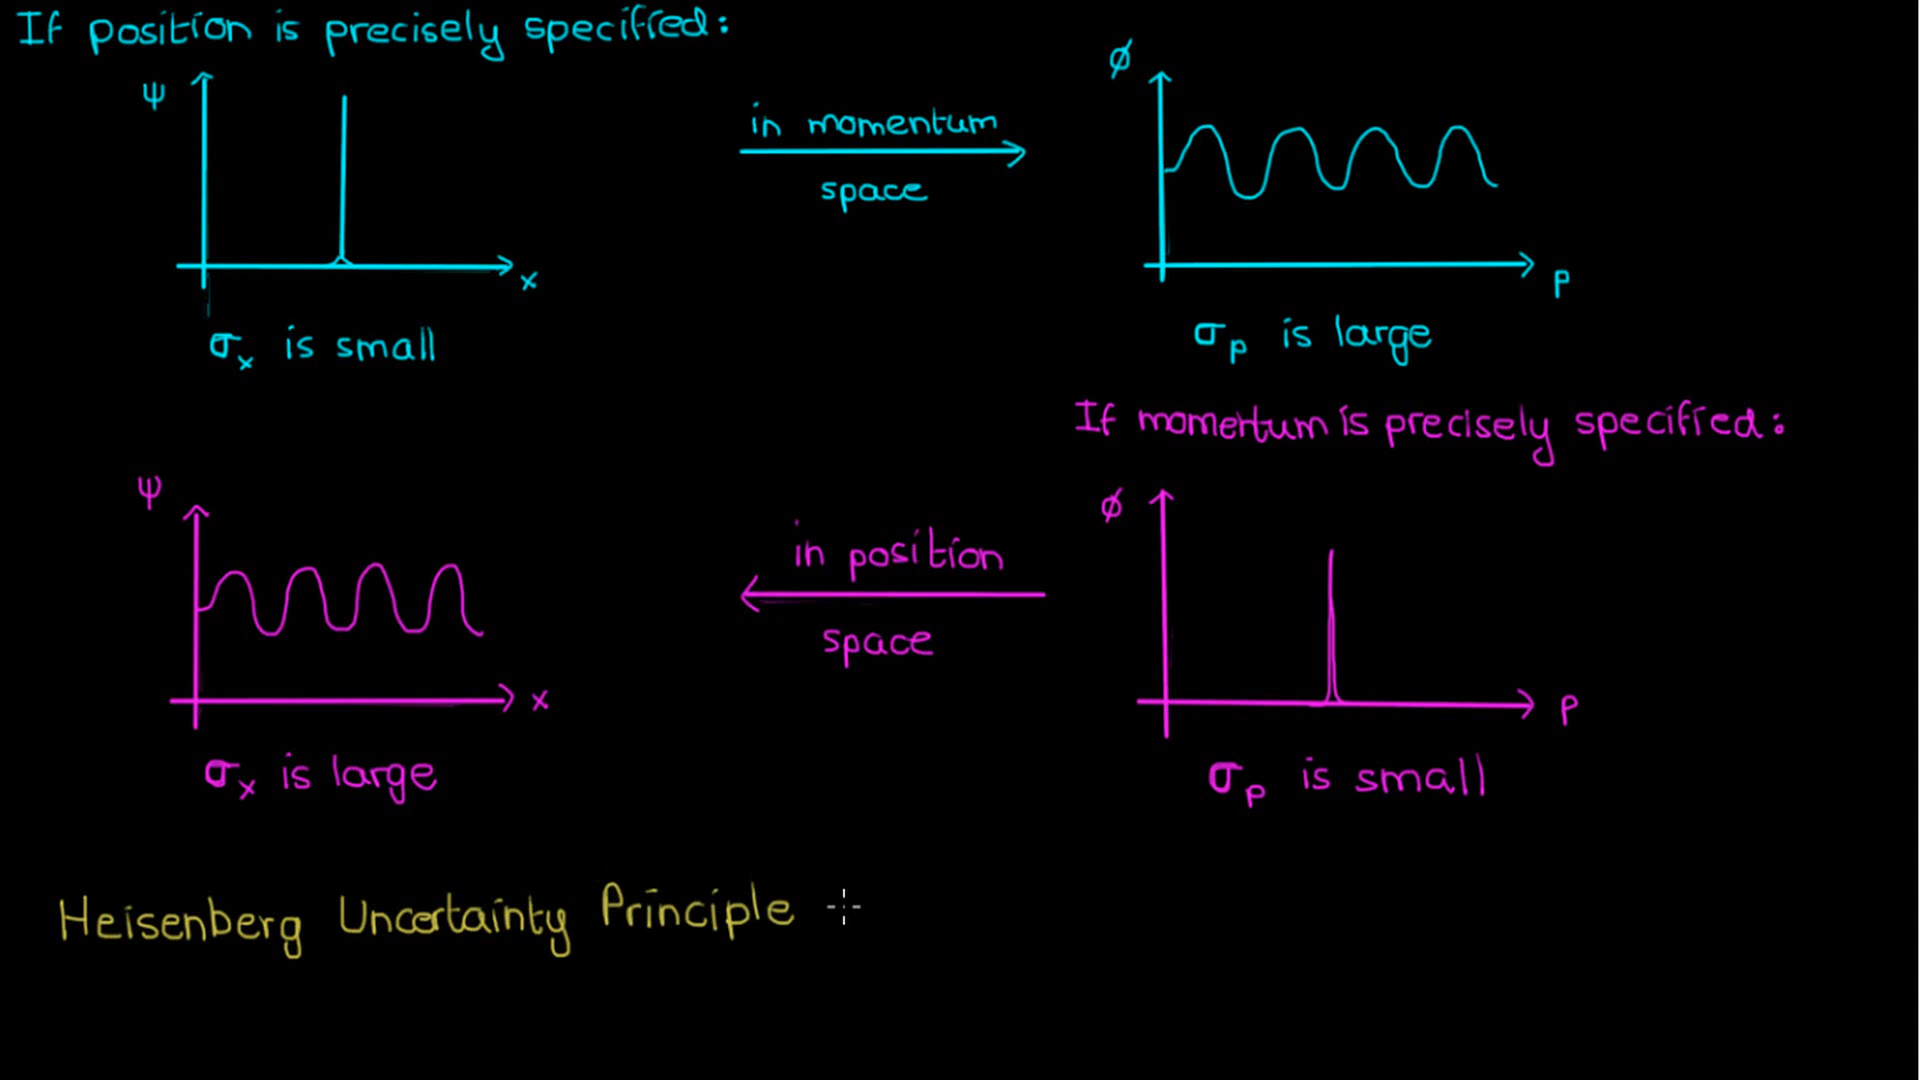 If position is precisely specified:
ψ
x
σx is small
in momentum
space
ϕ
p
σp is large
If momentum is precisely specified:
ψ
x
σx is large
in position
space
ϕ
p
σp is small
Heisenberg Uncertainty Principle